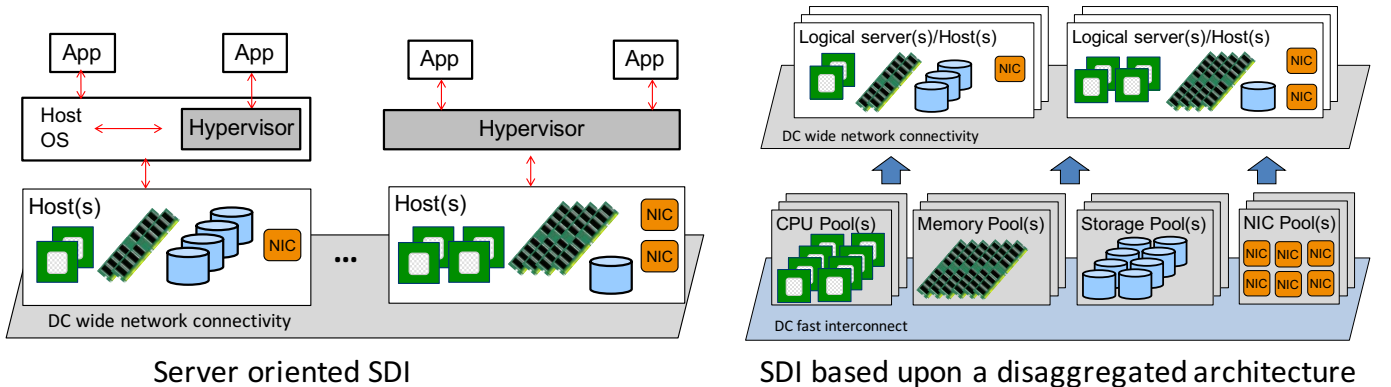 App
App
Host
OS
Hypervisor
Host(s)
NIC
App
App
Hypervisor
...
Host(s)
NIC
NIC
DC wide network connectivity
Server oriented SDI
Logical server(s)/Host(s)
NIC
Logical server(s)/Host(s)
NIC
NIC
DC wide network connectivity
CPU Pool(s)
Memory Pool(s)
Storage Pool(s)
NIC Pool(s)
NIC NIC NIC
NIC NIC NIC
DC fast interconnect
SDI based upon a disaggregated architecture